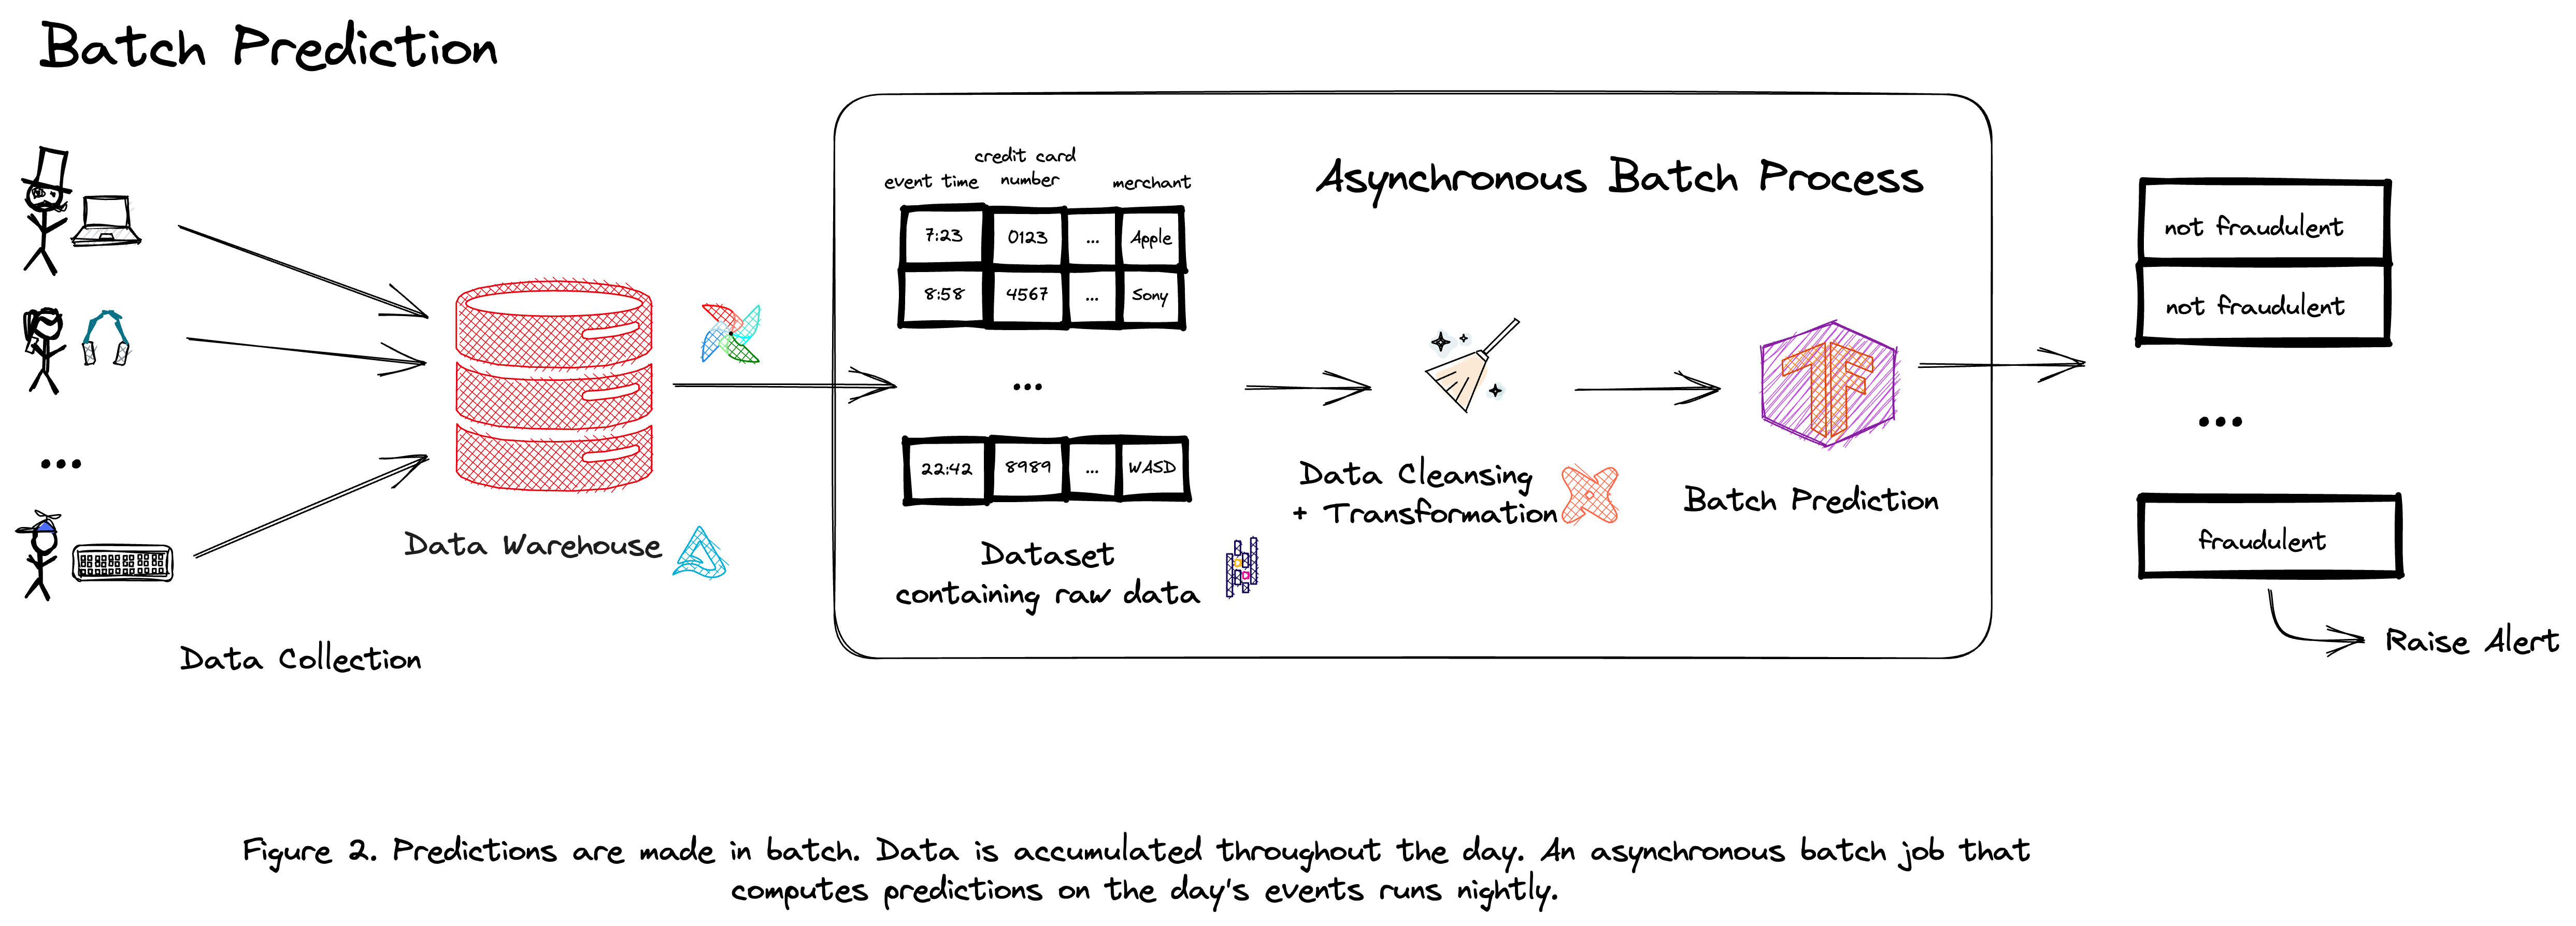 Batch Prediction
Asynchronous Batch Process
event time
credit card
number
merchant
7:23 0123 ... Apple
8:58 4567 ... Sony
...
22:42 8989 ... WASD
...
Data Collection
Data Warehouse
Dataset
containing raw data
Data Cleansing
+ Transformation
TF
Batch Prediction
not fraudulent
not fraudulent
...
fraudulent
Raise Alert
Figure 2. Predictions are made in batch. Data is accumulated throughout the day. An asynchronous batch job that
computes predictions on the day's events runs nightly.